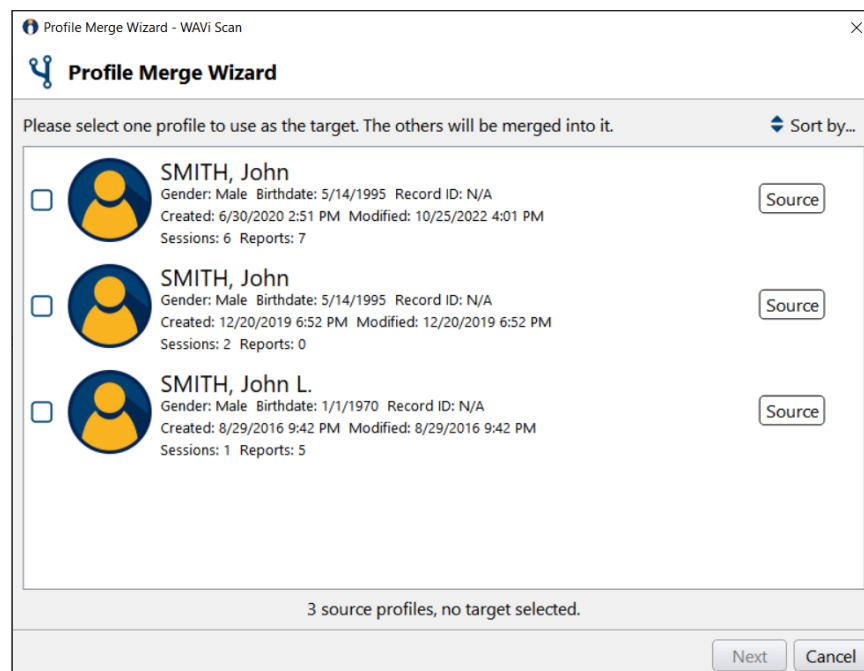 Profile Merge Wizard - WAVi Scan
Profile Merge Wizard
Please select one profile to use as the target. The others will be merged into it.
Sort by...
SMITH, John
Gender: Male Birthdate: 5/14/1995 Record ID: N/A
Created: 6/30/2020 2:51 PM Modified: 10/25/2022 4:01 PM
Sessions: 6 Reports: 7
Source
SMITH, John
Gender: Male Birthdate: 5/14/1995 Record ID: N/A
Created: 12/20/2019 6:52 PM Modified: 12/20/2019 6:52 PM
Sessions: 2 Reports: 0
Source
SMITH, John L.
Gender: Male Birthdate: 1/1/1970 Record ID: N/A
Created: 8/29/2016 9:42 PM Modified: 8/29/2016 9:42 PM
Sessions: 1 Reports: 5
Source
3 source profiles, no target selected.
Next
Cancel